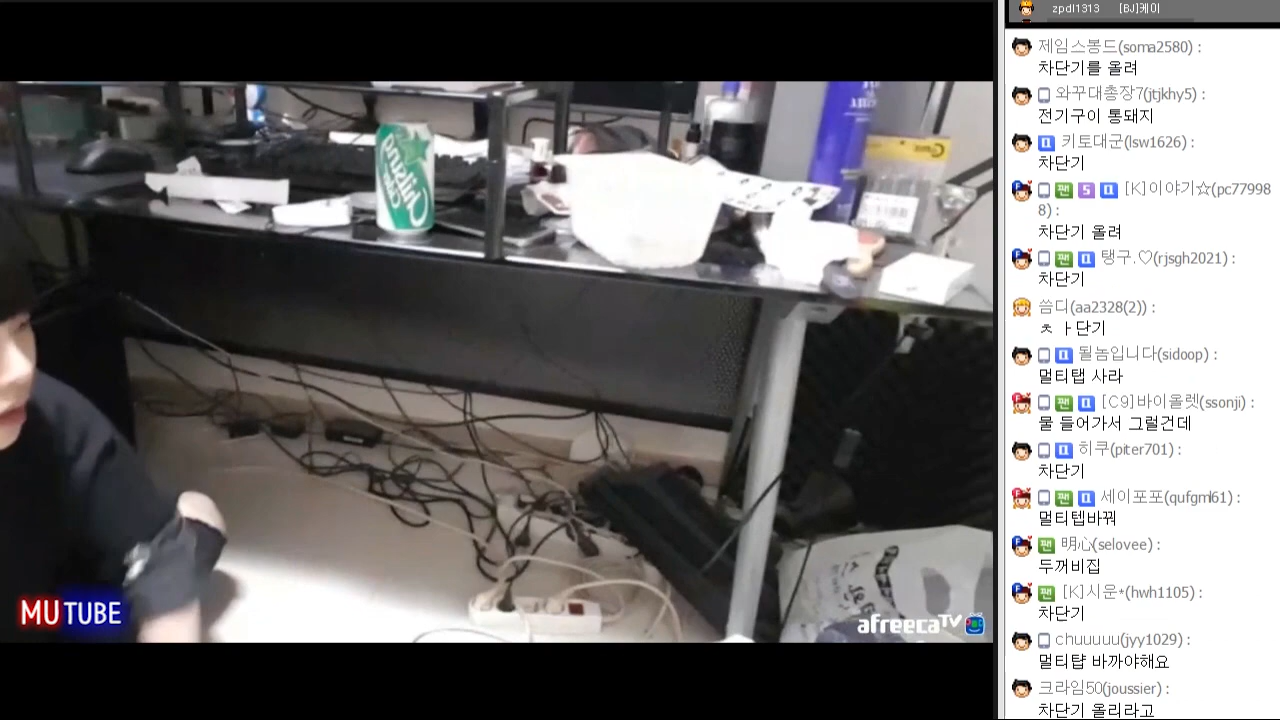 zpdl1313 [BJ]케이
제임스봉드(soma2580) :
차단기를 올려
와꾸대총장7(jtjkhy5) :
전기구이 통돼지
키토대군(lsw1626) :
차단기
[K]이야기☆(pc77998
8) :
차단기 올려
탱구.♡(rjsgh2021) :
차단기
씀디(aa2328(2)) :
ㅊ ㅏ단기
될놈입니다(sidoop) :
멀티탭 사라
[C9]바이올렛(ssonji) :
물 들어가서 그럴건데
히쿠(piter701) :
차단기
세이포포(qufgml61) :
멀티텝바꿔
明心(selovee) :
두꺼비집
[K]시문*(hwh1105) :
차단기
chuuuuu(jyy1029) :
멀티턉 바까야해요
크라임50(joussier) :
차단기 올리라고
Chilsung
Cider
MUTUBE
afreecaTV